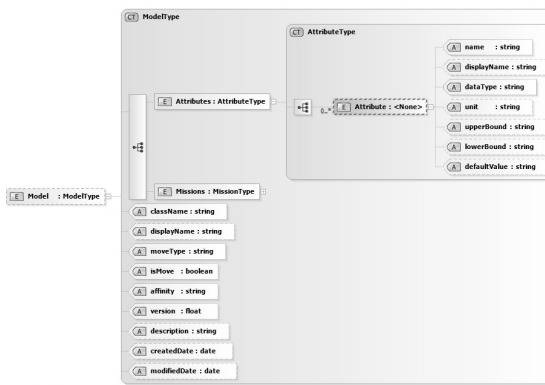 CT ModelType
CT AttributeType
A name : string
A displayName : string
A dataType : string
A unit : string
A upperBound : string
A lowerBound : string
A defaultValue : string
E Attributes : AttributeType
0..* E Attribute : <None>
E Missions : MissionType
E Model : ModelType
A className : string
A displayName : string
A moveType : string
A isMove : boolean
A affinity : string
A version : float
A description : string
A createdDate : date
A modifiedDate : date